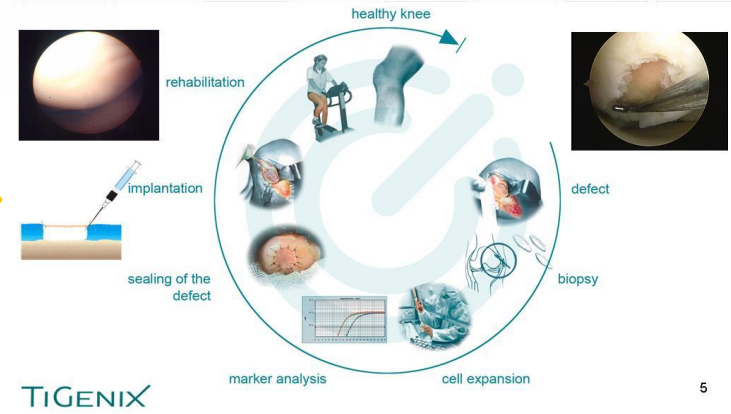 healthy knee
rehabilitation
implantation
defect
sealing of the
defect
biopsy
marker analysis
cell expansion
TiGENIX
5